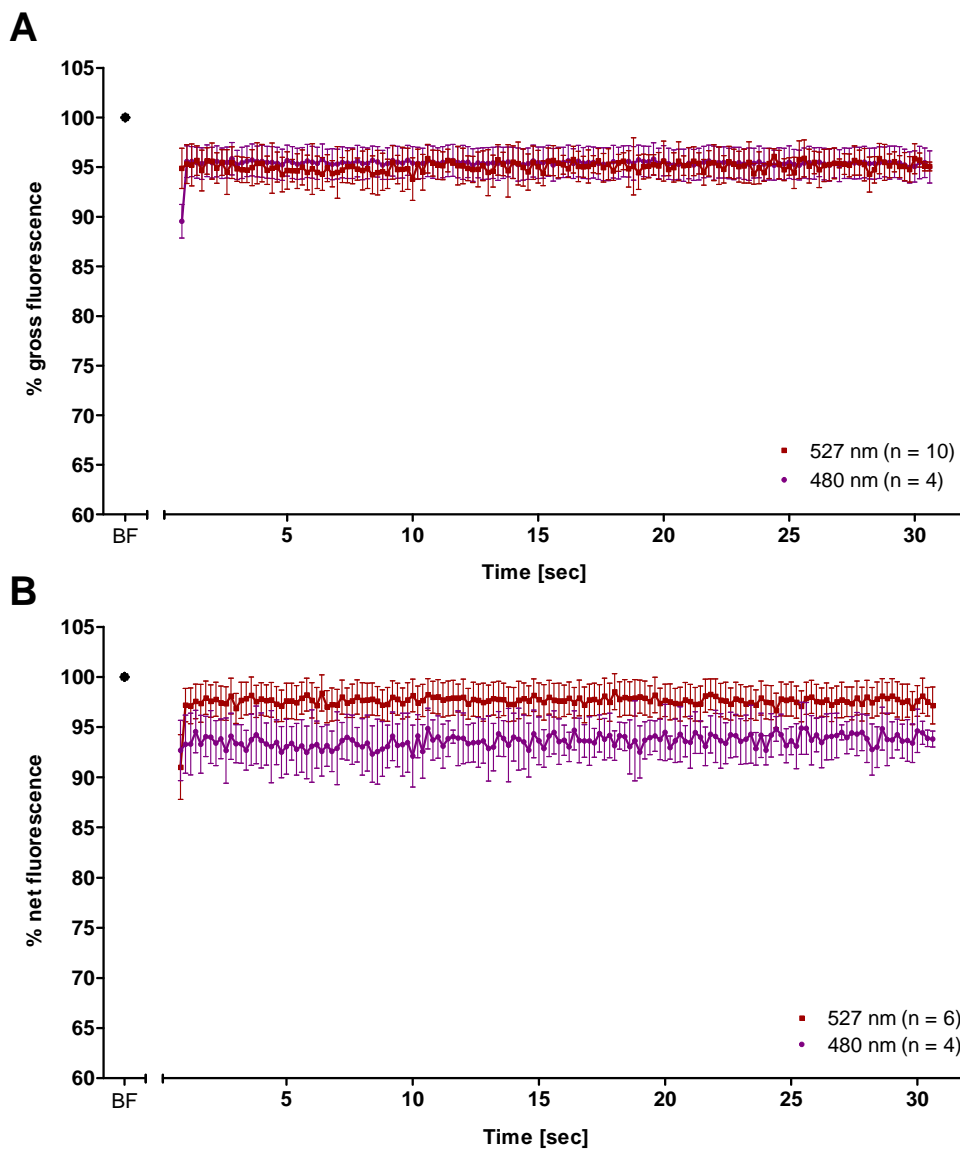 A
% gross fluorescence
105
100
95
90
85
80
75
70
65
60
527 nm (n = 10)
480 nm (n = 4)
BF
5
10
15
20
25
30
Time [sec]
B
% net fluorescence
105
100
95
90
85
80
75
70
65
60
527 nm (n = 6)
480 nm (n = 4)
BF
5
10
15
20
25
30
Time [sec]